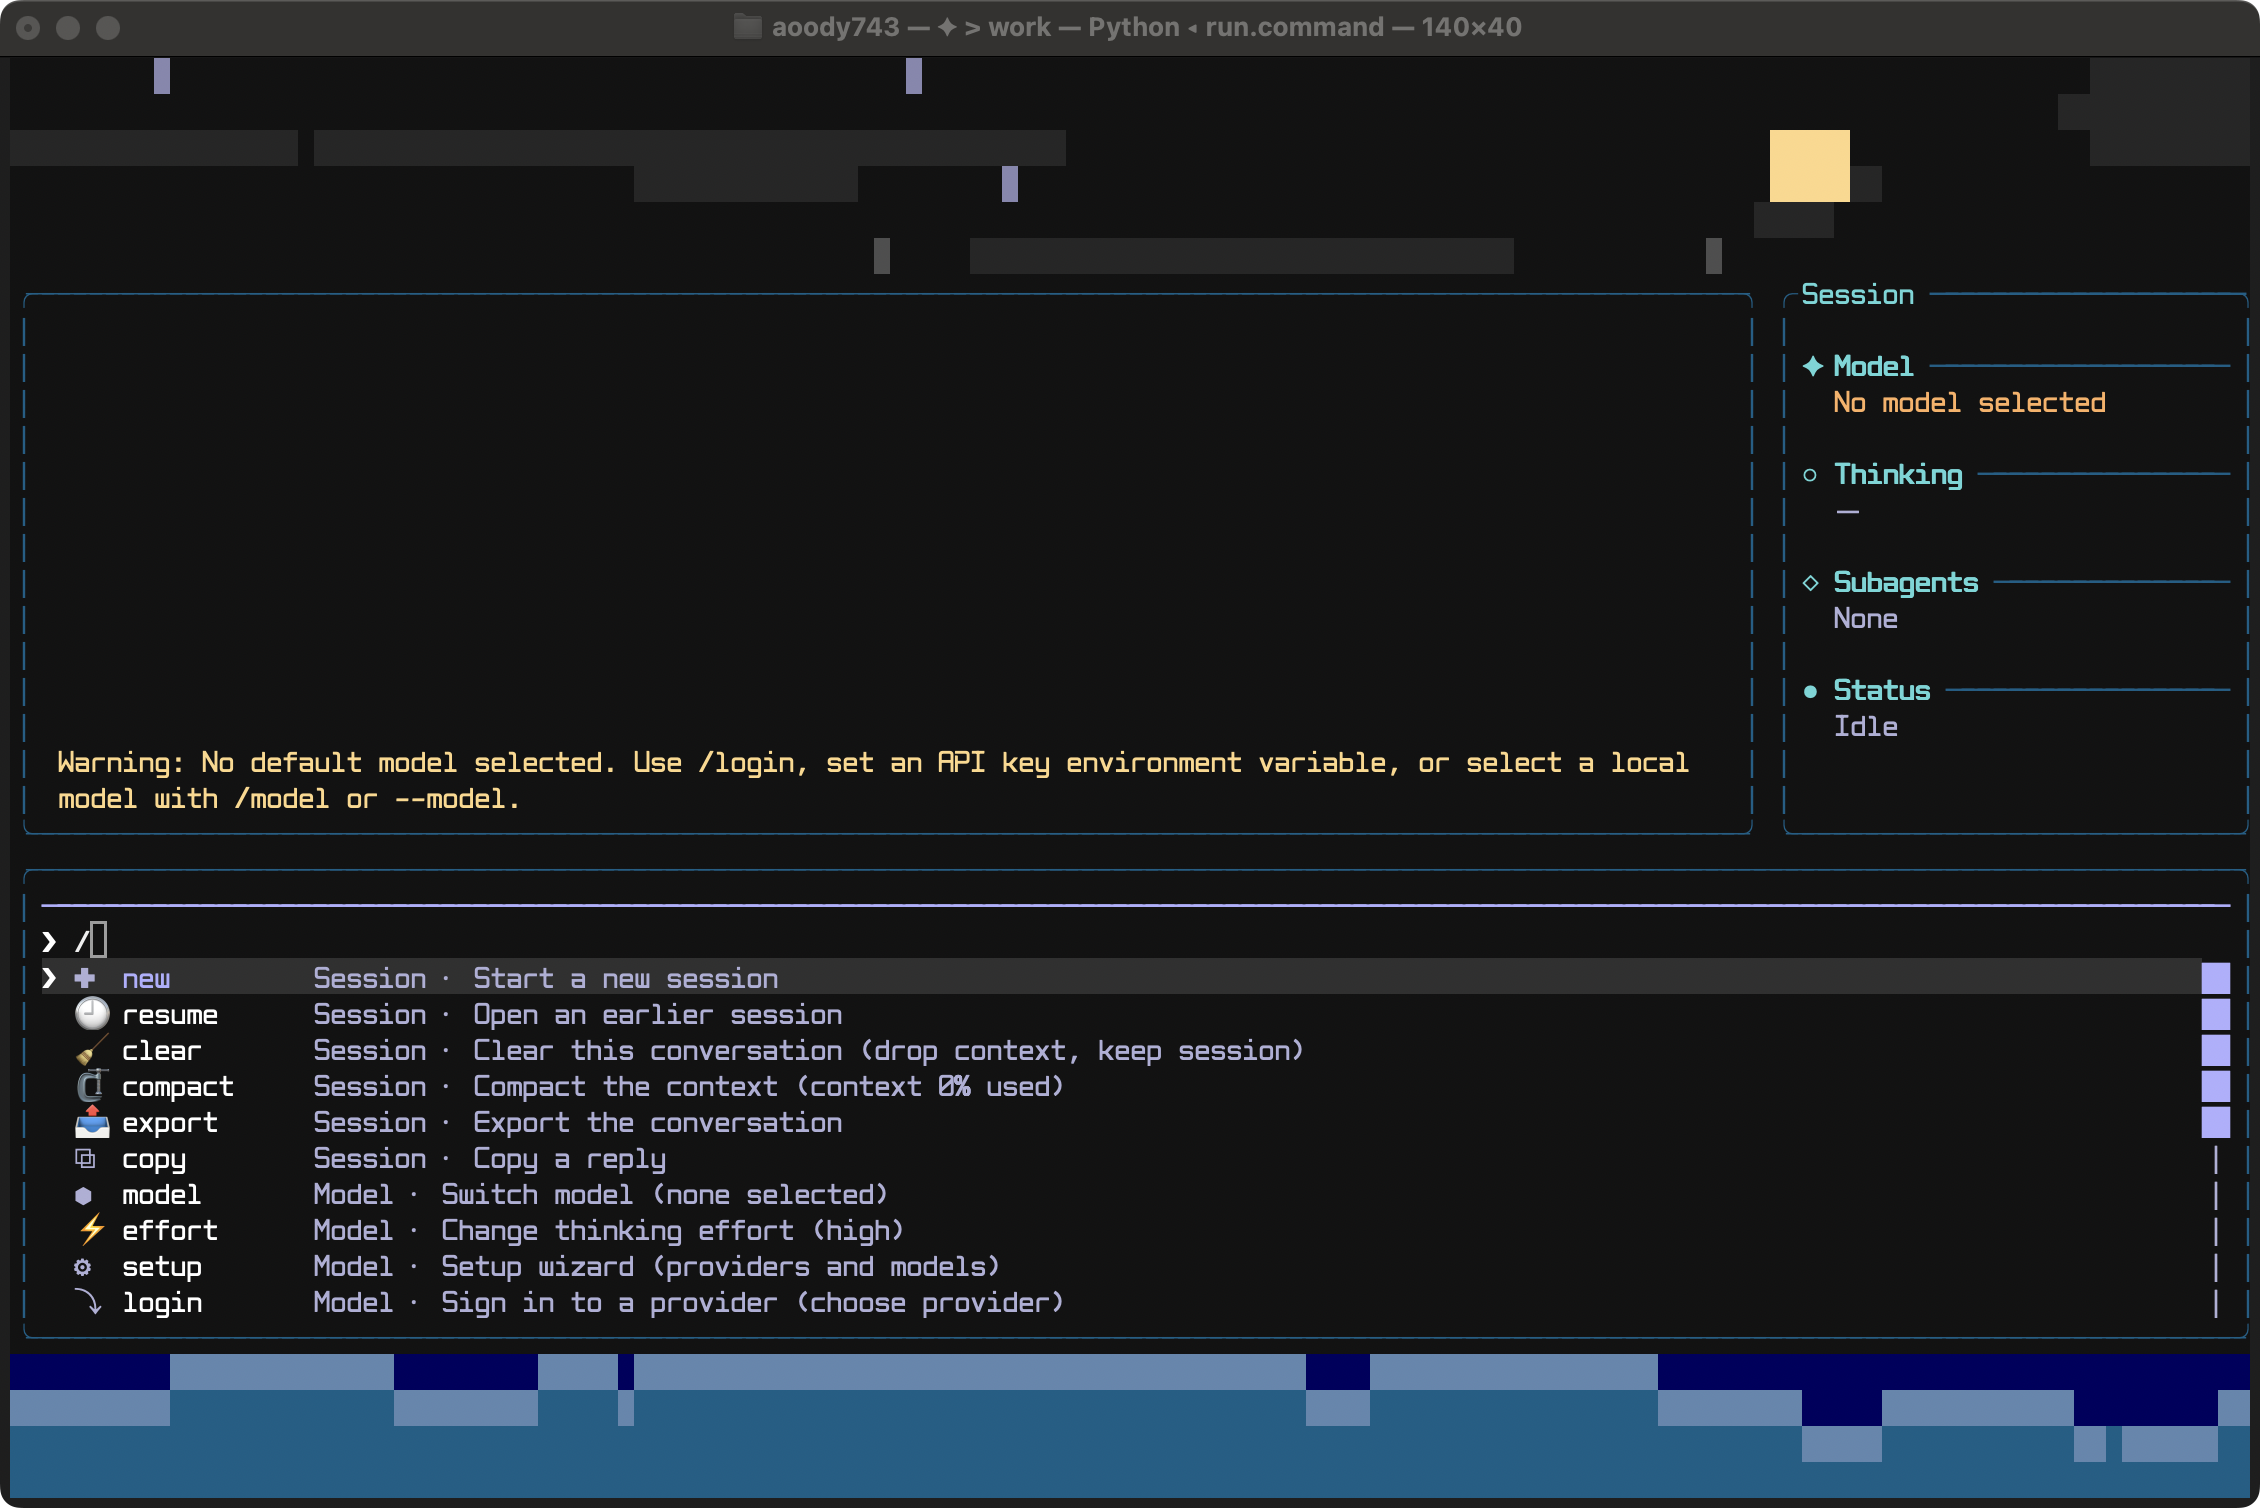 aoody743 — ✦ > work — Python ◂ run.command — 140×40
Session
✦ Model
No model selected
○ Thinking
—
◇ Subagents
None
● Status
Idle
Warning: No default model selected. Use /login, set an API key environment variable, or select a local
model with /model or --model.
❯ /
❯ ✚ new Session · Start a new session
🕘 resume Session · Open an earlier session
🧹 clear Session · Clear this conversation (drop context, keep session)
🗜 compact Session · Compact the context (context 0% used)
📤 export Session · Export the conversation
⧉ copy Session · Copy a reply
⬢ model Model · Switch model (none selected)
⚡ effort Model · Change thinking effort (high)
⚙ setup Model · Setup wizard (providers and models)
⤵ login Model · Sign in to a provider (choose provider)